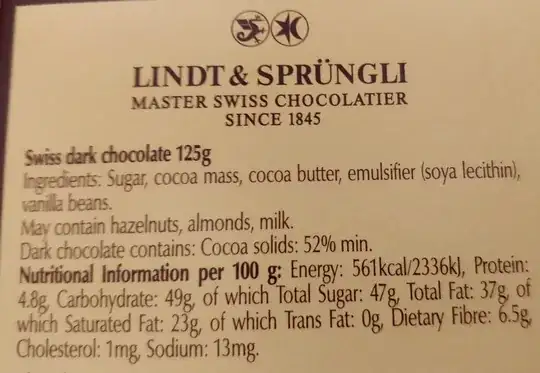 LINDT & SPRÜNGLI
MASTER SWISS CHOCOLATIER
SINCE 1845
Swiss dark chocolate 125g
Ingredients: Sugar, cocoa mass, cocoa butter, emulsifier (soya lecithin),
vanilla beans.
May contain hazelnuts, almonds, milk.
Dark chocolate contains: Cocoa solids: 52% min.
Nutritional Information per 100 g: Energy: 561kcal/2336kJ, Protein:
4.8g, Carbohydrate: 49g, of which Total Sugar: 47g, Total Fat: 37g, of
which Saturated Fat: 23g, of which Trans Fat: 0g, Dietary Fibre: 6.5g,
Cholesterol: 1mg, Sodium: 13mg.